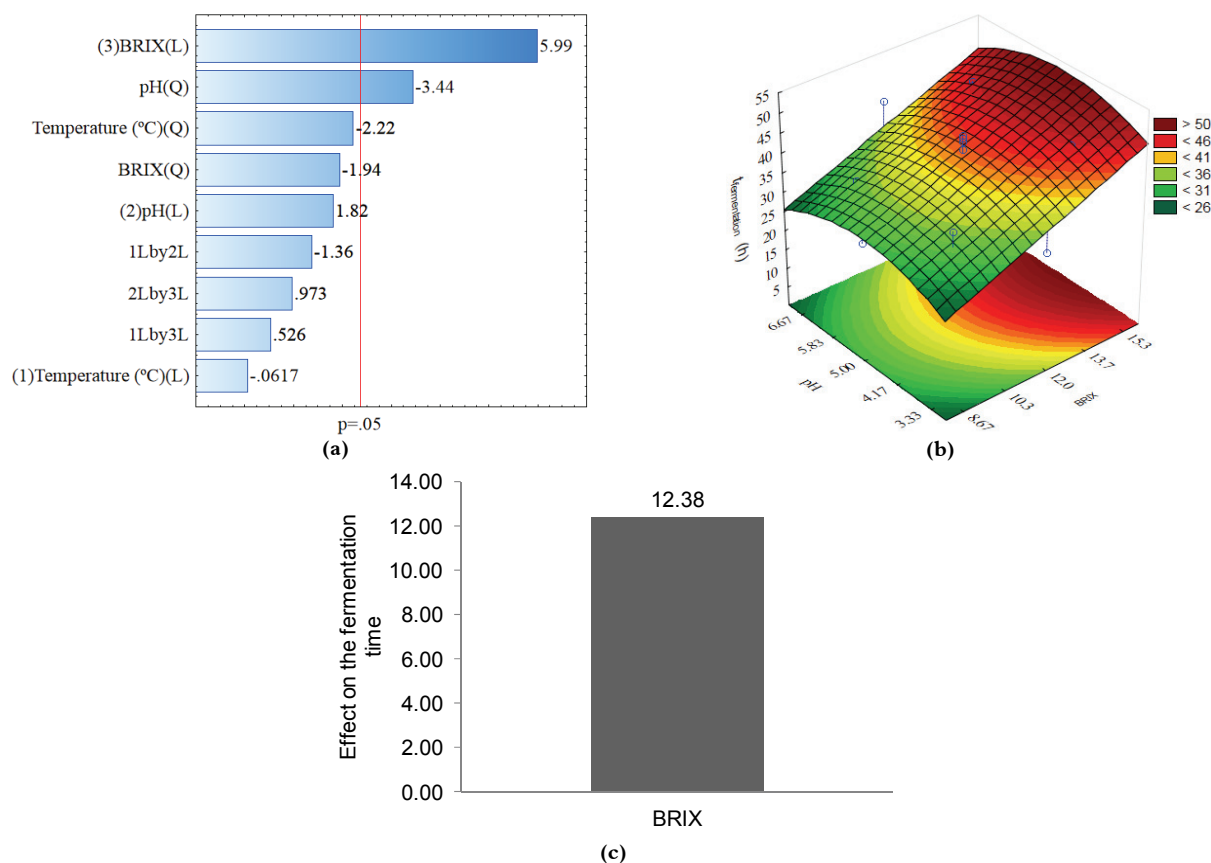 (3)BRIX(L)
5.99
pH(Q)
-3.44
Temperature (ºC)(Q)
-2.22
BRIX(Q)
-1.94
(2)pH(L)
1.82
1Lby2L
-1.36
2Lby3L
.973
1Lby3L
.526
(1)Temperature (ºC)(L)
-.0617
p=.05
(a)
55
50
45
40
35
30
25
20
15
10
5
tfermentation (h)
6.67
5.83
5.00
4.17
3.33
pH
8.67
10.3
12.0
13.7
15.3
BRIX
> 50
< 46
< 41
< 36
< 31
< 26
(b)
14.00
12.00
10.00
8.00
6.00
4.00
2.00
0.00
Effect on the fermentation
time
12.38
BRIX
(c)